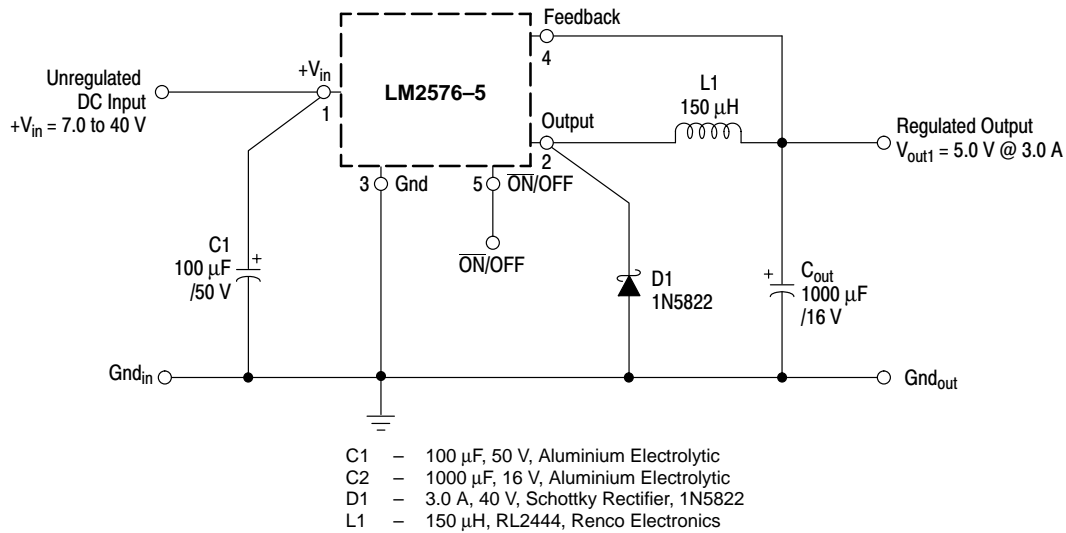 Feedback
4
Unregulated
DC Input
+Vin = 7.0 to 40 V
+Vin
1
LM2576–5
L1
150 μH
Output
2
Regulated Output
Vout1 = 5.0 V @ 3.0 A
3 Gnd
5 ON/OFF
ON/OFF
C1
100 μF
/50 V
+
D1
1N5822
+
Cout
1000 μF
/16 V
Gndin
Gndout
C1 – 100 μF, 50 V, Aluminium Electrolytic
C2 – 1000 μF, 16 V, Aluminium Electrolytic
D1 – 3.0 A, 40 V, Schottky Rectifier, 1N5822
L1 – 150 μH, RL2444, Renco Electronics